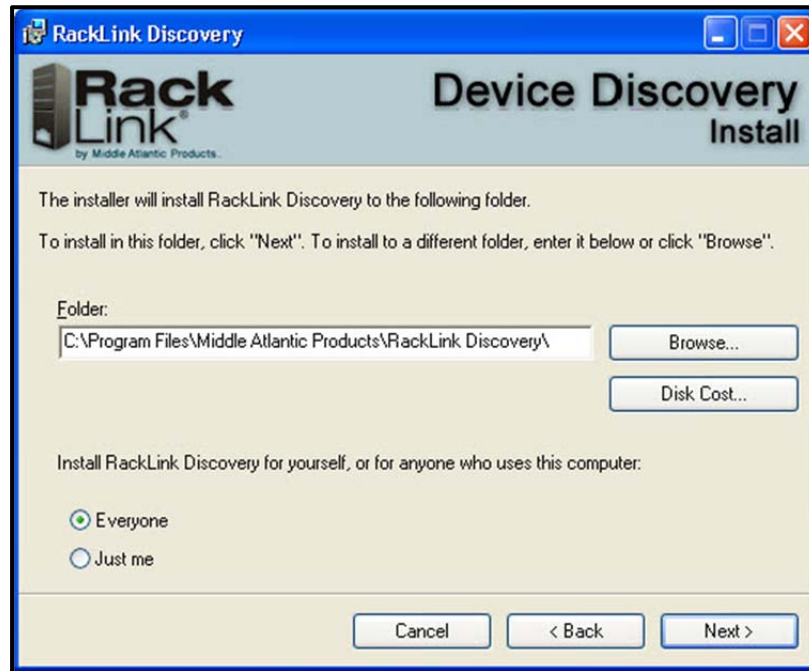 RackLink Discovery
Rack
Link®
by Middle Atlantic Products.
Device Discovery
Install
The installer will install RackLink Discovery to the following folder.
To install in this folder, click "Next". To install to a different folder, enter it below or click "Browse".
Folder:
C:\Program Files\Middle Atlantic Products\RackLink Discovery\
Browse...
Disk Cost...
Install RackLink Discovery for yourself, or for anyone who uses this computer:
Everyone
Just me
Cancel
< Back
Next >